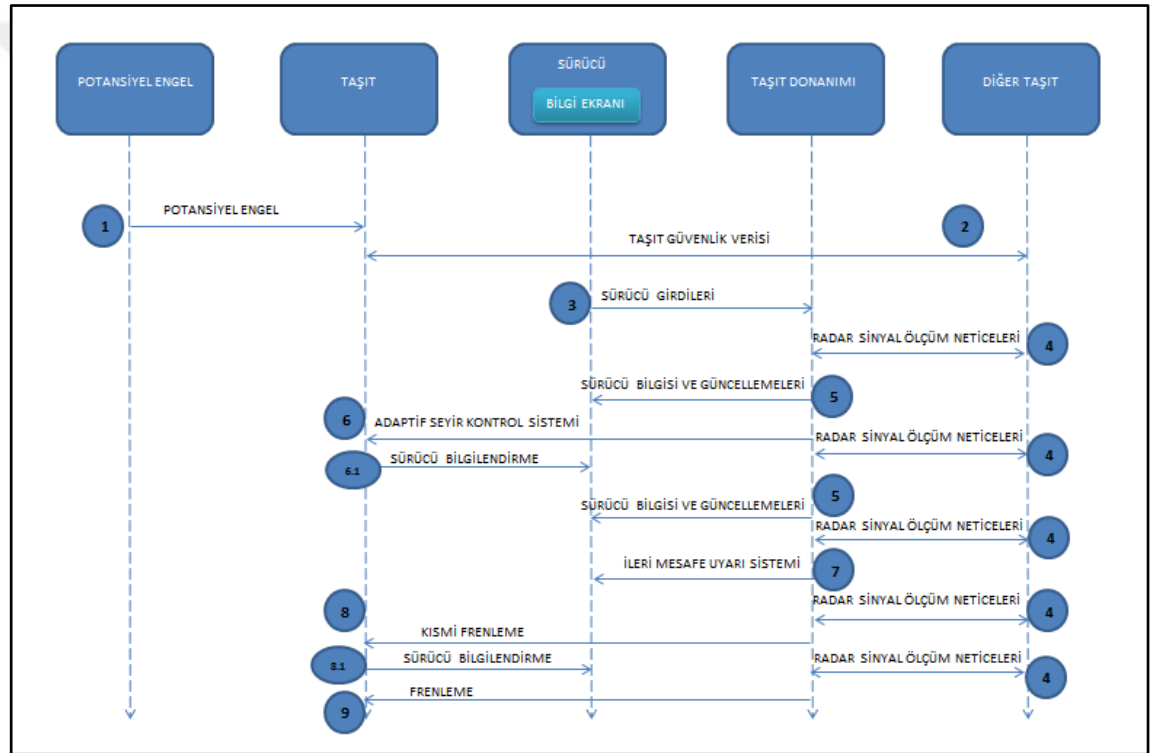 POTANSİYEL ENGEL
TAŞIT
SÜRÜCÜ
BİLGİ EKRANI
TAŞIT DONANIMI
DİĞER TAŞIT
1
POTANSİYEL ENGEL
2
TAŞIT GÜVENLİK VERİSİ
3
SÜRÜCÜ GİRDİLERİ
RADAR SİNYAL ÖLÇÜM NETİCELERİ
4
SÜRÜCÜ BİLGİSİ VE GÜNCELLEMELERİ
5
6
ADAPTİF SEYİR KONTROL SİSTEMİ
RADAR SİNYAL ÖLÇÜM NETİCELERİ
4
6.1
SÜRÜCÜ BİLGİLENDİRME
5
SÜRÜCÜ BİLGİSİ VE GÜNCELLEMELERİ
RADAR SİNYAL ÖLÇÜM NETİCELERİ
4
İLERİ MESAFE UYARI SİSTEMİ
7
8
RADAR SİNYAL ÖLÇÜM NETİCELERİ
4
KISMİ FRENLEME
8.1
SÜRÜCÜ BİLGİLENDİRME
RADAR SİNYAL ÖLÇÜM NETİCELERİ
4
FRENLEME
9